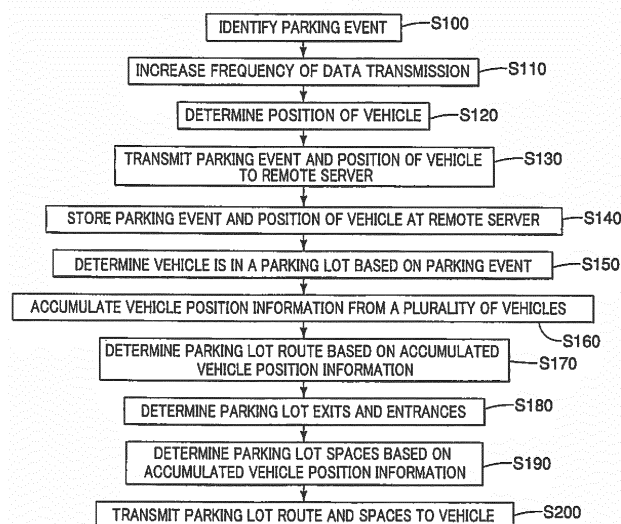 IDENTIFY PARKING EVENT S100
INCREASE FREQUENCY OF DATA TRANSMISSION S110
DETERMINE POSITION OF VEHICLE S120
TRANSMIT PARKING EVENT AND POSITION OF VEHICLE
TO REMOTE SERVER S130
STORE PARKING EVENT AND POSITION OF VEHICLE AT REMOTE SERVER S140
DETERMINE VEHICLE IS IN A PARKING LOT BASED ON PARKING EVENT S150
ACCUMULATE VEHICLE POSITION INFORMATION FROM A PLURALITY OF VEHICLES
S160
DETERMINE PARKING LOT ROUTE BASED ON ACCUMULATED
VEHICLE POSITION INFORMATION S170
DETERMINE PARKING LOT EXITS AND ENTRANCES S180
DETERMINE PARKING LOT SPACES BASED ON
ACCUMULATED VEHICLE POSITION INFORMATION S190
TRANSMIT PARKING LOT ROUTE AND SPACES TO VEHICLE S200